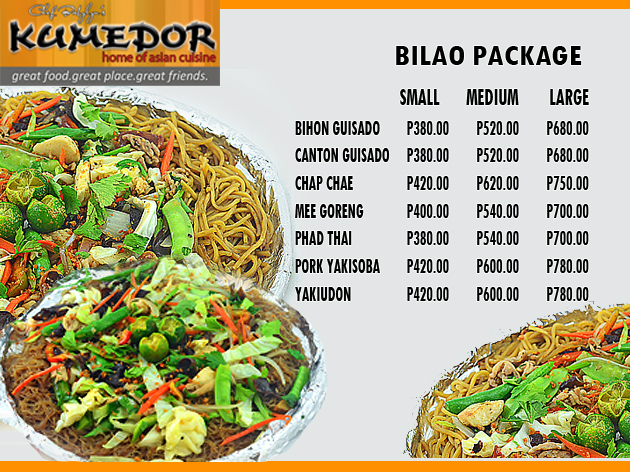 KUMEDOR
home of asian cuisine
great food.great place.great friends.
BILAO PACKAGE
SMALL MEDIUM LARGE
BIHON GUISADO P380.00 P520.00 P680.00
CANTON GUISADO P380.00 P520.00 P680.00
CHAP CHAE P420.00 P620.00 P750.00
MEE GORENG P400.00 P540.00 P700.00
PHAD THAI P380.00 P540.00 P700.00
PORK YAKISOBA P420.00 P600.00 P780.00
YAKIUDON P420.00 P600.00 P780.00